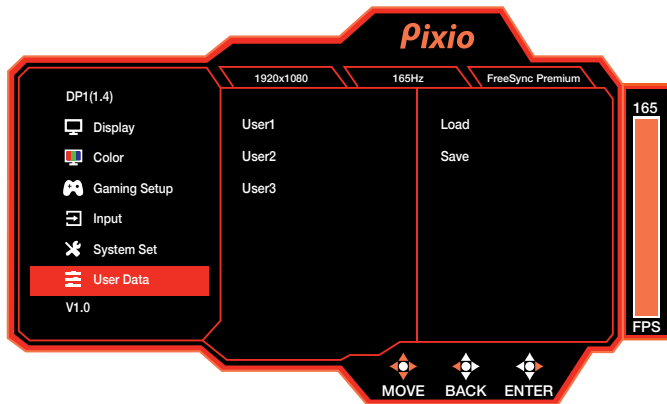 Pixio
1920x1080 165Hz FreeSync Premium
DP1(1.4)
Display
Color
Gaming Setup
Input
System Set
User Data
V1.0
User1
User2
User3
Load
Save
165
FPS
MOVE BACK ENTER